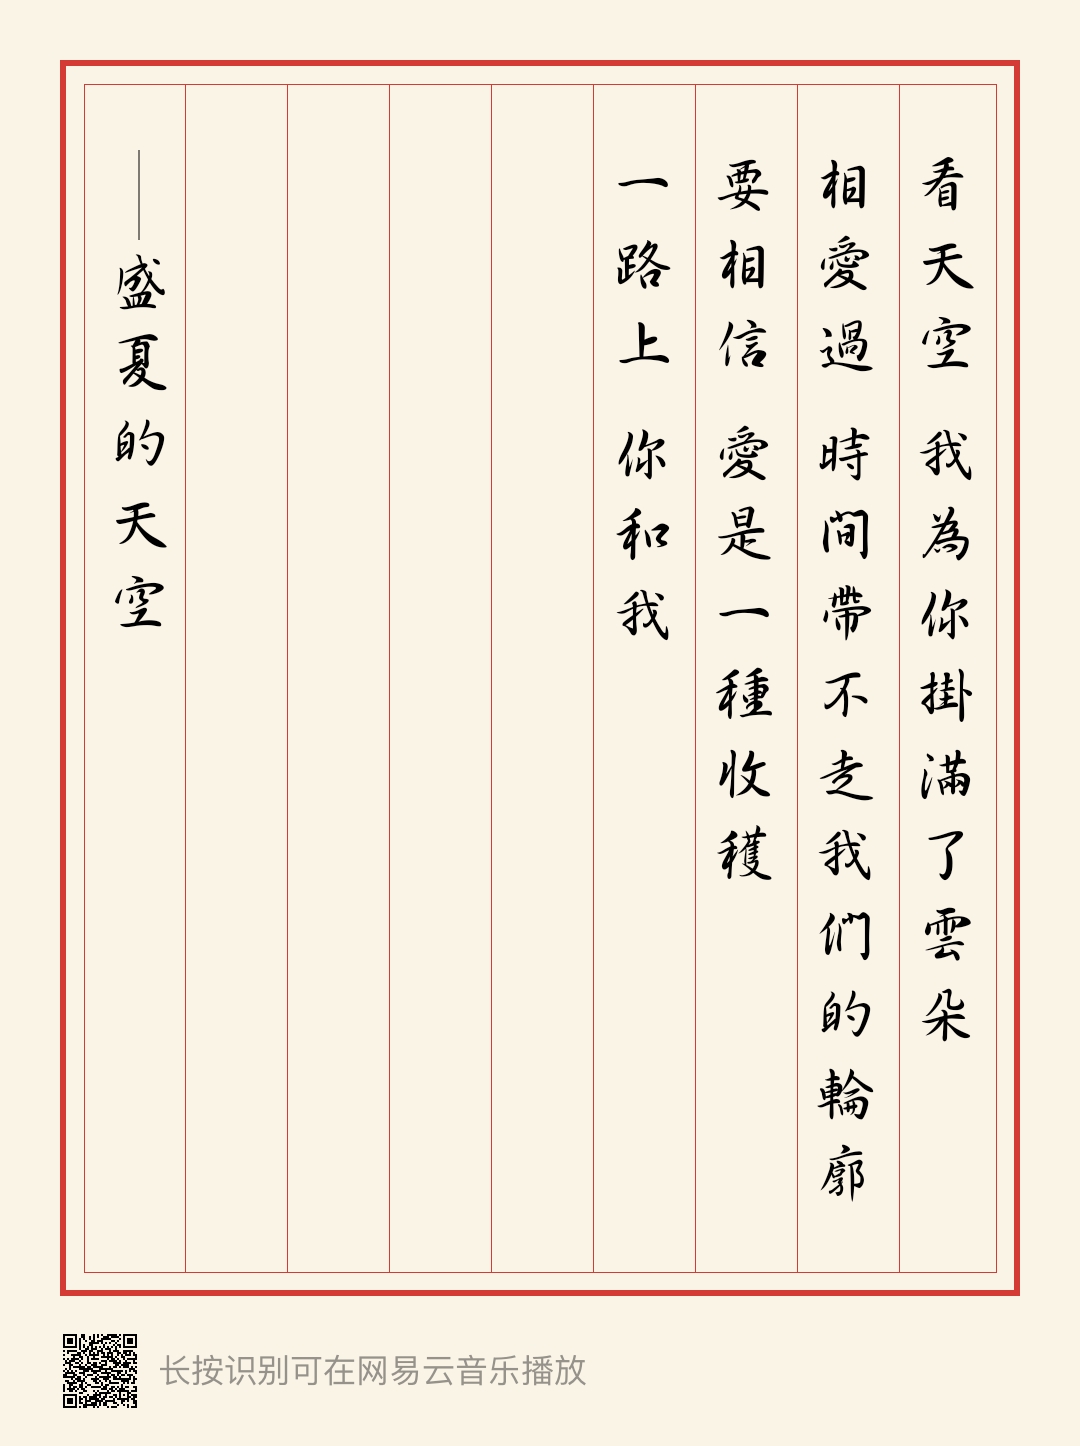 看天空 我為你掛滿了雲朵
相愛過 時間帶不走我們的輪廓
要相信 愛是一種收穫
一路上 你和我
——盛夏的天空
长按识别可在网易云音乐播放